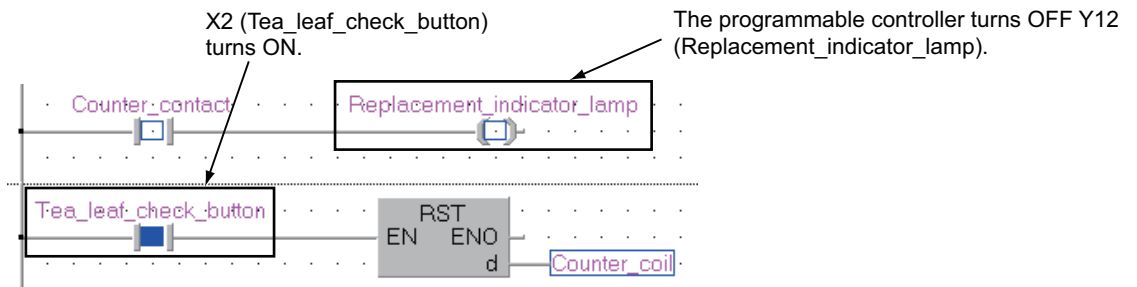 X2 (Tea_leaf_check_button)
turns ON.
The programmable controller turns OFF Y12
(Replacement_indicator_lamp).
Counter_contact
Replacement_indicator_lamp
Tea_leaf_check_button
RST
EN ENO
d
Counter_coil